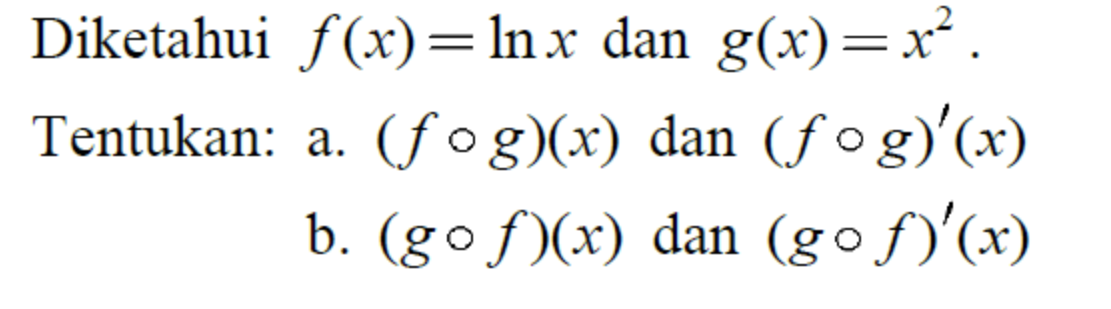 Diketahui f(x) = ln x dan g(x) = x².
Tentukan: a. (f ∘ g)(x) dan (f ∘ g)'(x)
b. (g ∘ f)(x) dan (g ∘ f)'(x)